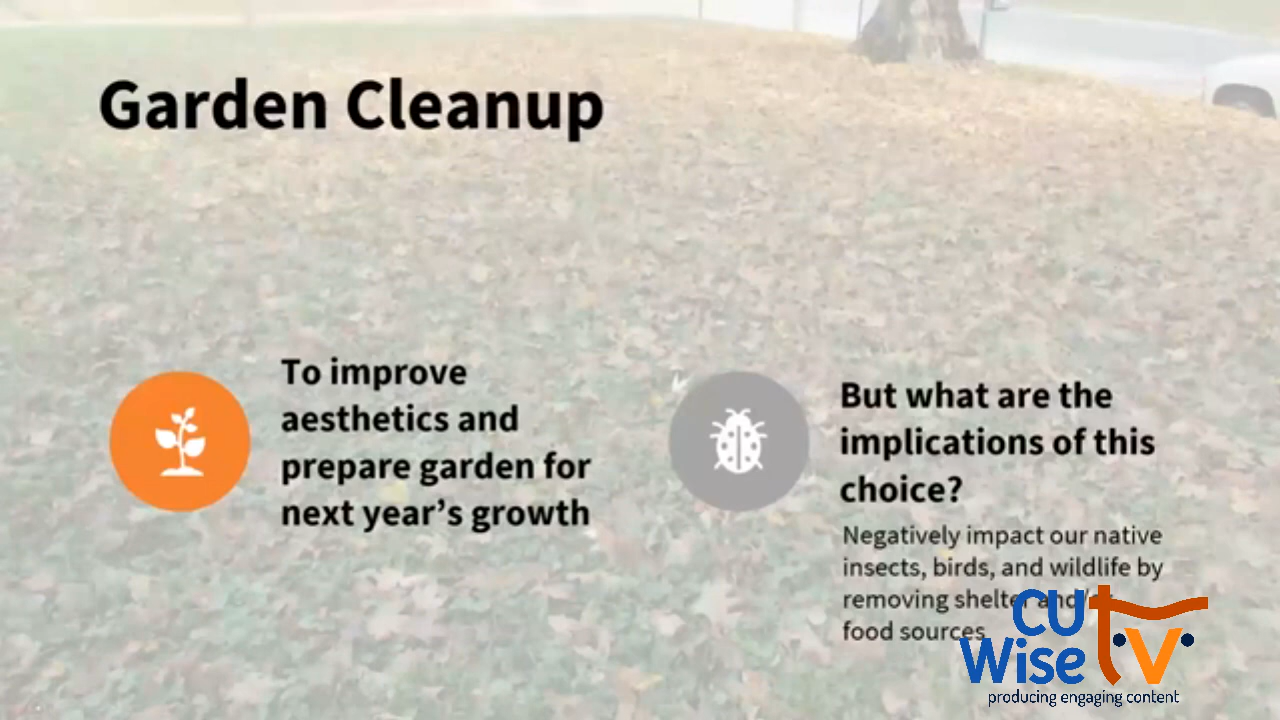 Garden Cleanup
To improve
aesthetics and
prepare garden for
next year’s growth
But what are the
implications of this
choice?
Negatively impact our native
insects, birds, and wildlife by
removing shelter and/or
food sources
CU
Wise tv
producing engaging content